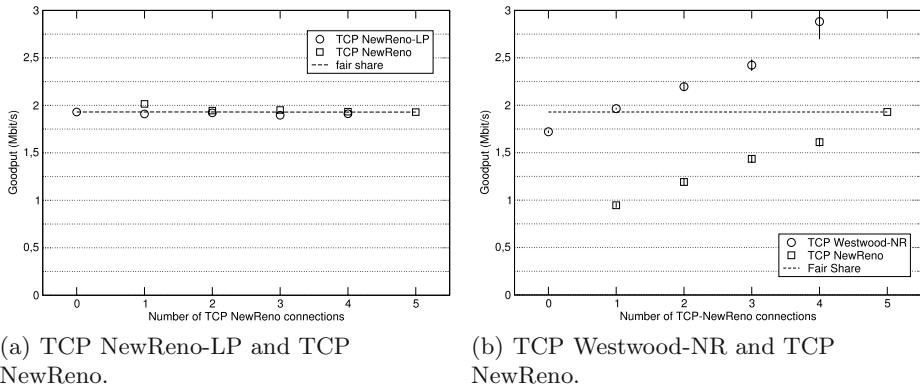 3
2,5
2
1,5
1
0,5
0
Goodput (Mbit/s)
TCP NewReno-LP
TCP NewReno
fair share
0 1 2 3 4 5
Number of TCP NewReno connections
(a) TCP NewReno-LP and TCP
NewReno.
3
2,5
2
1,5
1
0,5
0
Goodput (Mbit/s)
TCP Westwood-NR
TCP NewReno
Fair Share
0 1 2 3 4 5
Number of TCP-NewReno connections
(b) TCP Westwood-NR and TCP
NewReno.